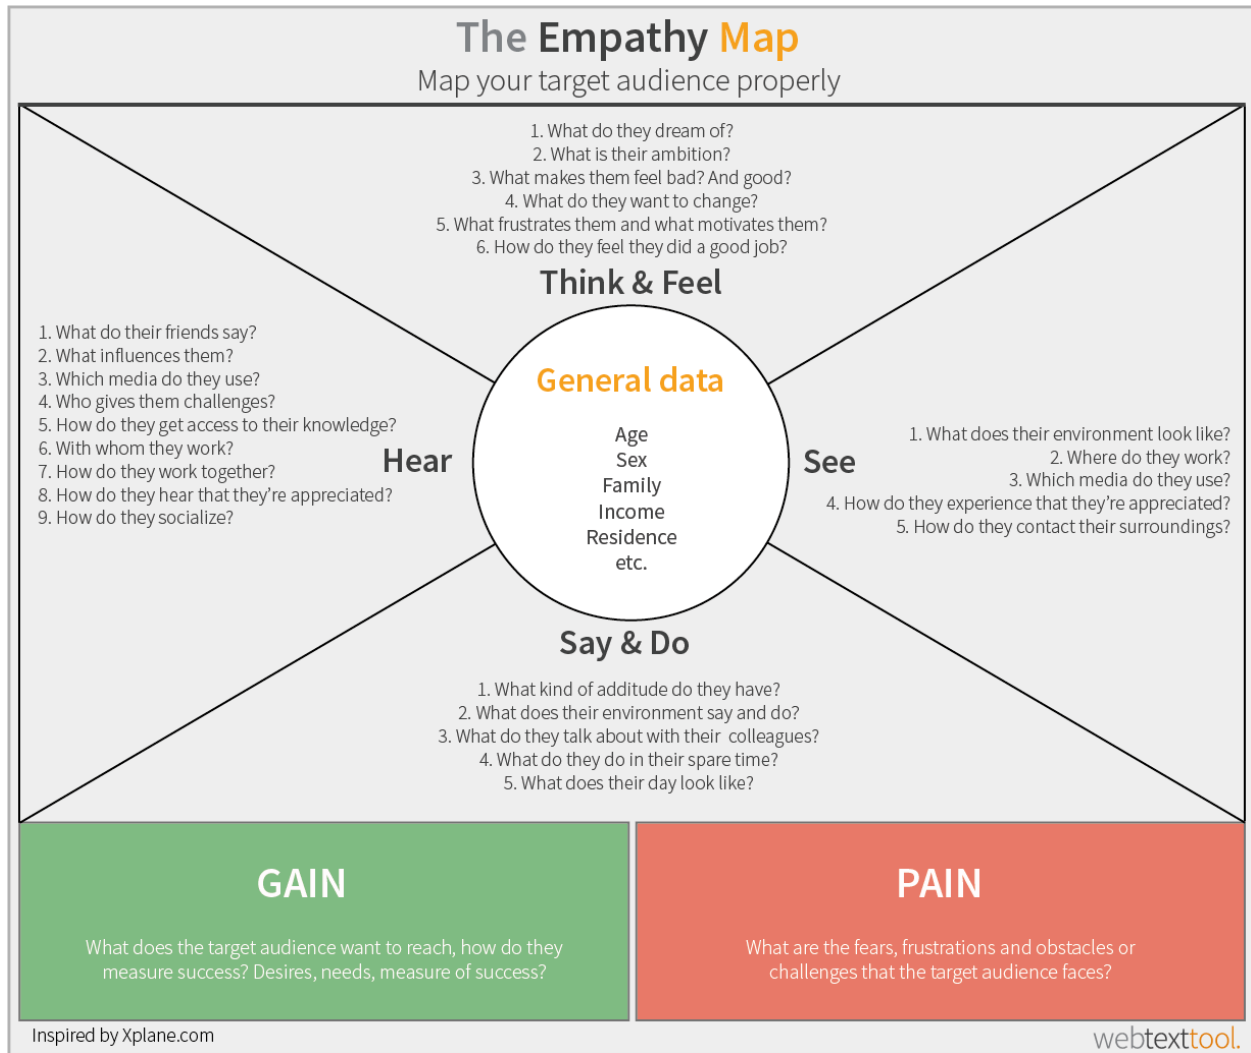 The Empathy Map
Map your target audience properly
1. What do they dream of?
2. What is their ambition?
3. What makes them feel bad? And good?
4. What do they want to change?
5. What frustrates them and what motivates them?
6. How do they feel they did a good job?
Think & Feel
1. What do their friends say?
2. What influences them?
3. Which media do they use?
4. Who gives them challenges?
5. How do they get access to their knowledge?
6. With whom they work?
7. How do they work together?
8. How do they hear that they're appreciated?
9. How do they socialize?
Hear
General data
Age
Sex
Family
Income
Residence
etc.
See
1. What does their environment look like?
2. Where do they work?
3. Which media do they use?
4. How do they experience that they're appreciated?
5. How do they contact their surroundings?
Say & Do
1. What kind of additude do they have?
2. What does their environment say and do?
3. What do they talk about with their colleagues?
4. What do they do in their spare time?
5. What does their day look like?
GAIN
What does the target audience want to reach, how do they
measure success? Desires, needs, measure of success?
PAIN
What are the fears, frustrations and obstacles or
challenges that the target audience faces?
Inspired by Xplane.com
webtexttool.